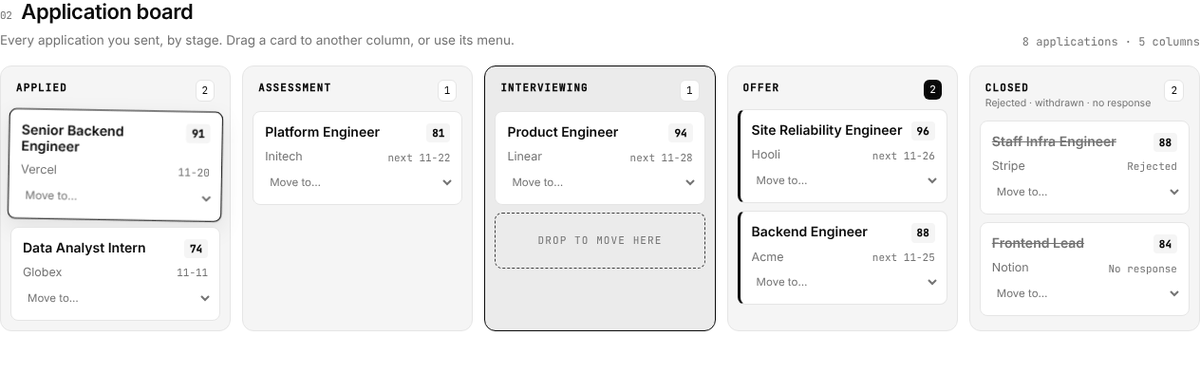 02 Application board
Every application you sent, by stage. Drag a card to another column, or use its menu.
8 applications · 5 columns
APPLIED
2
Senior Backend
Engineer
91
Vercel
11-20
Move to...
Data Analyst Intern
74
Globex
11-11
Move to...
ASSESSMENT
1
Platform Engineer
81
Initech
next 11-22
Move to...
INTERVIEWING
1
Product Engineer
94
Linear
next 11-28
Move to...
DROP TO MOVE HERE
OFFER
2
Site Reliability Engineer
96
Hooli
next 11-26
Move to...
Backend Engineer
88
Acme
next 11-25
Move to...
CLOSED
2
Rejected · withdrawn · no response
Staff Infra Engineer
88
Stripe
Rejected
Move to...
Frontend Lead
84
Notion
No response
Move to...